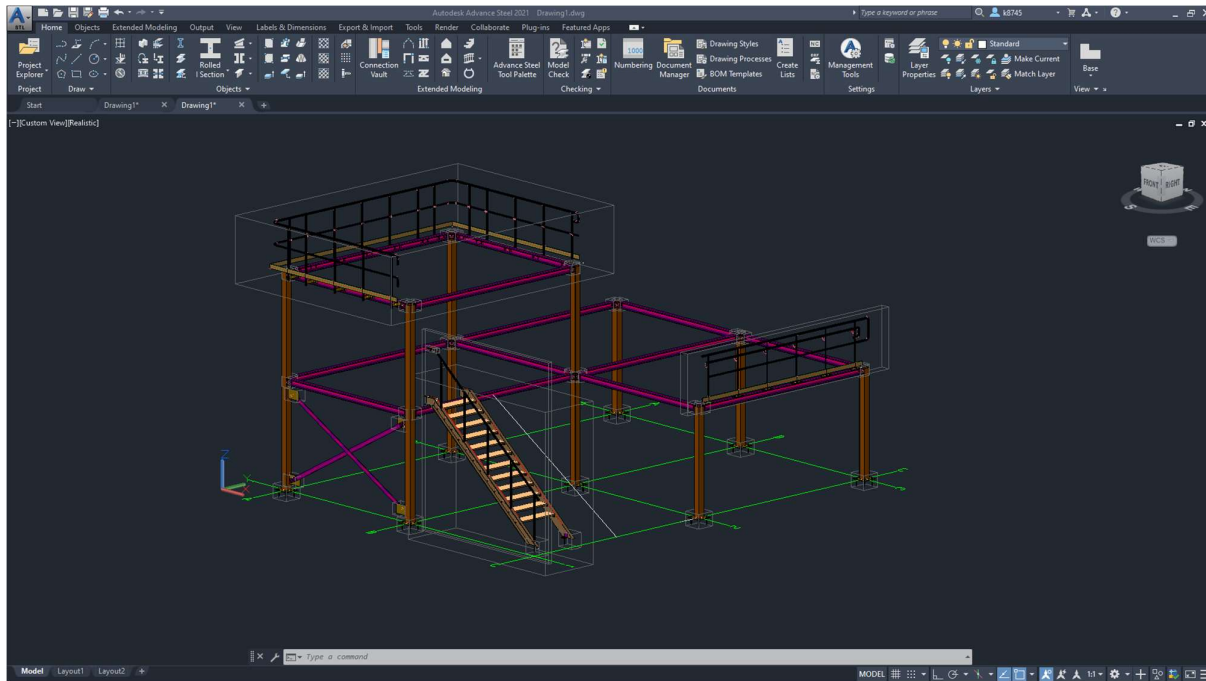 Autodesk Advance Steel 2021 Drawing1.dwg
Type a keyword or phrase
k8745
STL
Home Objects Extended Modeling Output View Labels & Dimensions Export & Import Tools Render Collaborate Plug-ins Featured Apps
Project Explorer
Rolled I Section
Connection Vault
Advance Steel Tool Palette
Model Check
1000
Numbering
Document Manager
Drawing Styles
Drawing Processes
BOM Templates
Create Lists
Management Tools
Layer Properties
Standard
Make Current
Match Layer
Base
Project Draw Objects Extended Modeling Checking Documents Settings Layers View
Start Drawing1* Drawing1*
[−][Custom View][Realistic]
FRONT RIGHT
S E
WCS
Z
Y
X
Type a command
Model Layout1 Layout2 +
MODEL 1:1